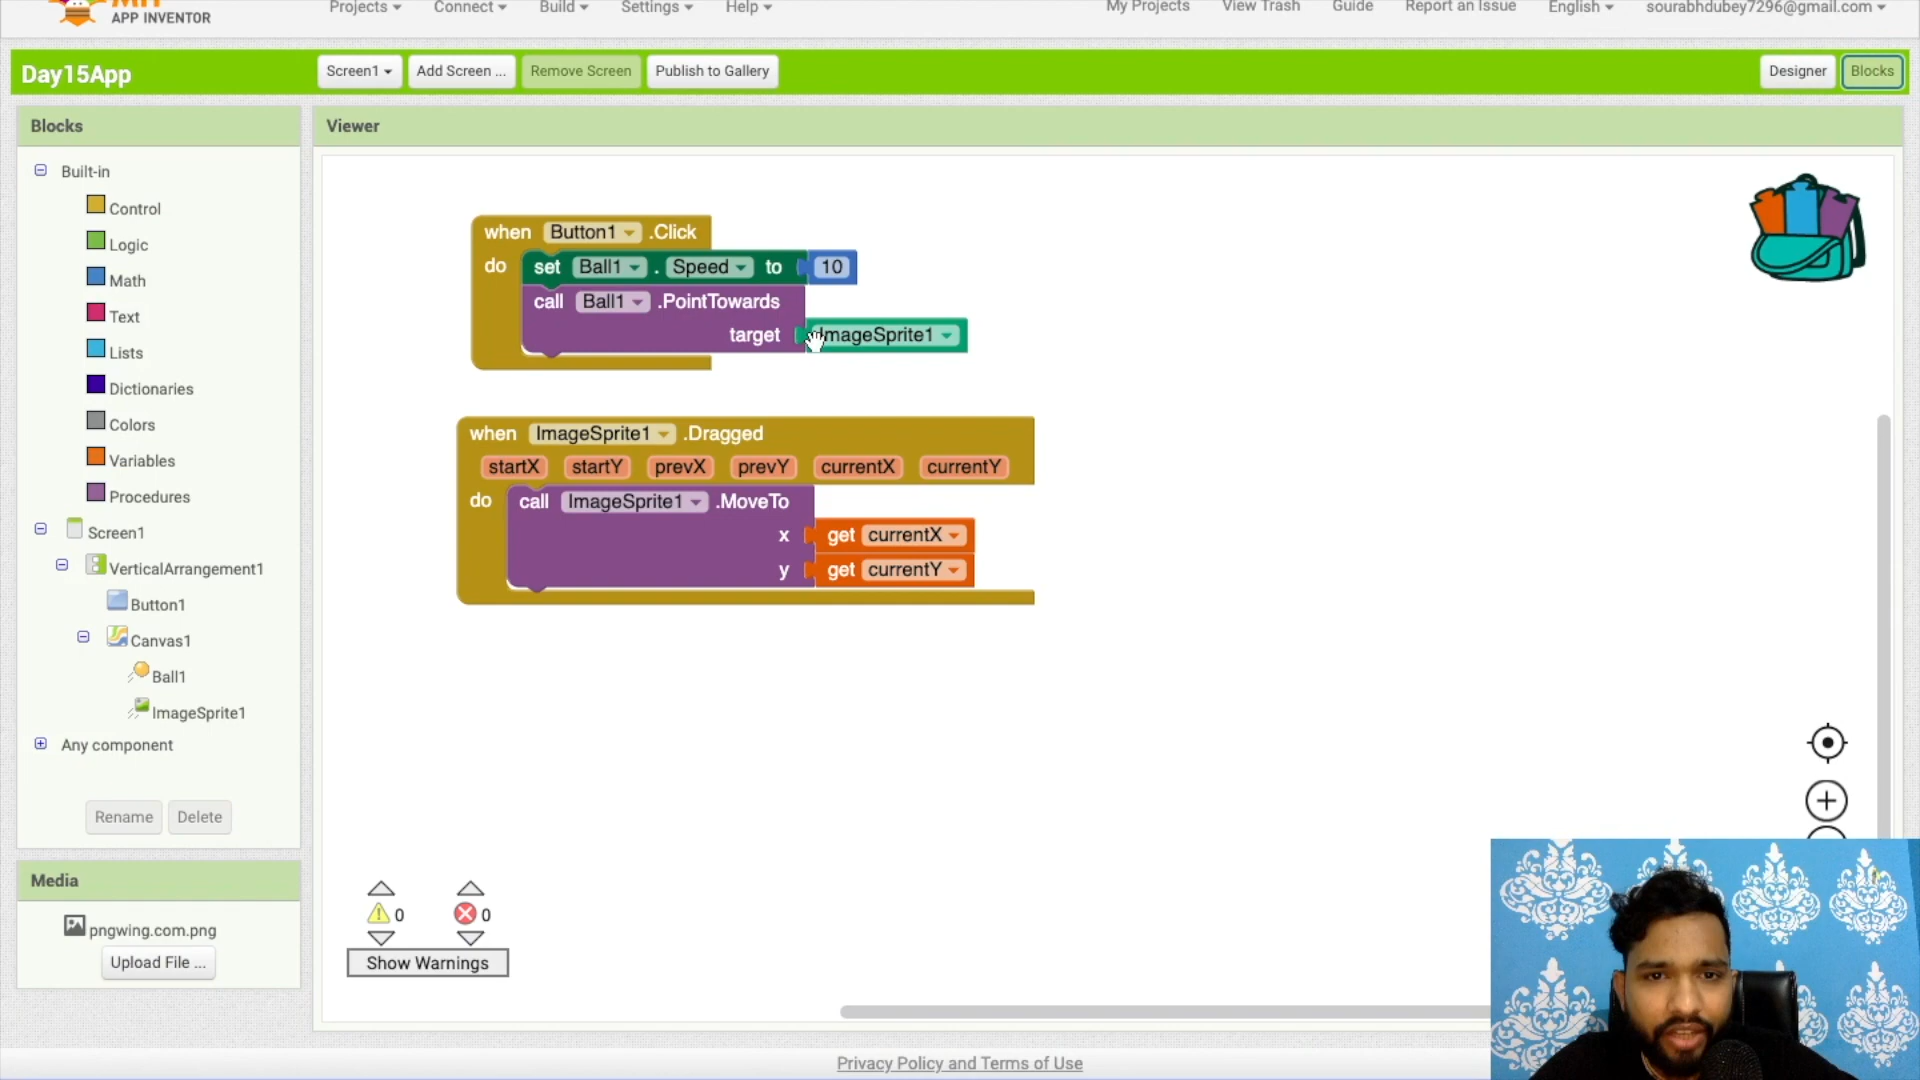 APP INVENTOR
Projects Connect Build Settings Help My Projects View Trash Guide Report an Issue English sourabhdubey7296@gmail.com
Day15App Screen1 Add Screen ... Remove Screen Publish to Gallery Designer Blocks
Blocks
Viewer
Built-in
Control
Logic
Math
Text
Lists
Dictionaries
Colors
Variables
Procedures
Screen1
VerticalArrangement1
Button1
Canvas1
Ball1
ImageSprite1
Any component
Rename Delete
Media
pngwing.com.png
Upload File ...
when Button1 .Click
do set Ball1 . Speed to 10
call Ball1 .PointTowards
target ImageSprite1
when ImageSprite1 .Dragged
startX startY prevX prevY currentX currentY
do call ImageSprite1 .MoveTo
x get currentX
y get currentY
0 0
Show Warnings
Privacy Policy and Terms of Use